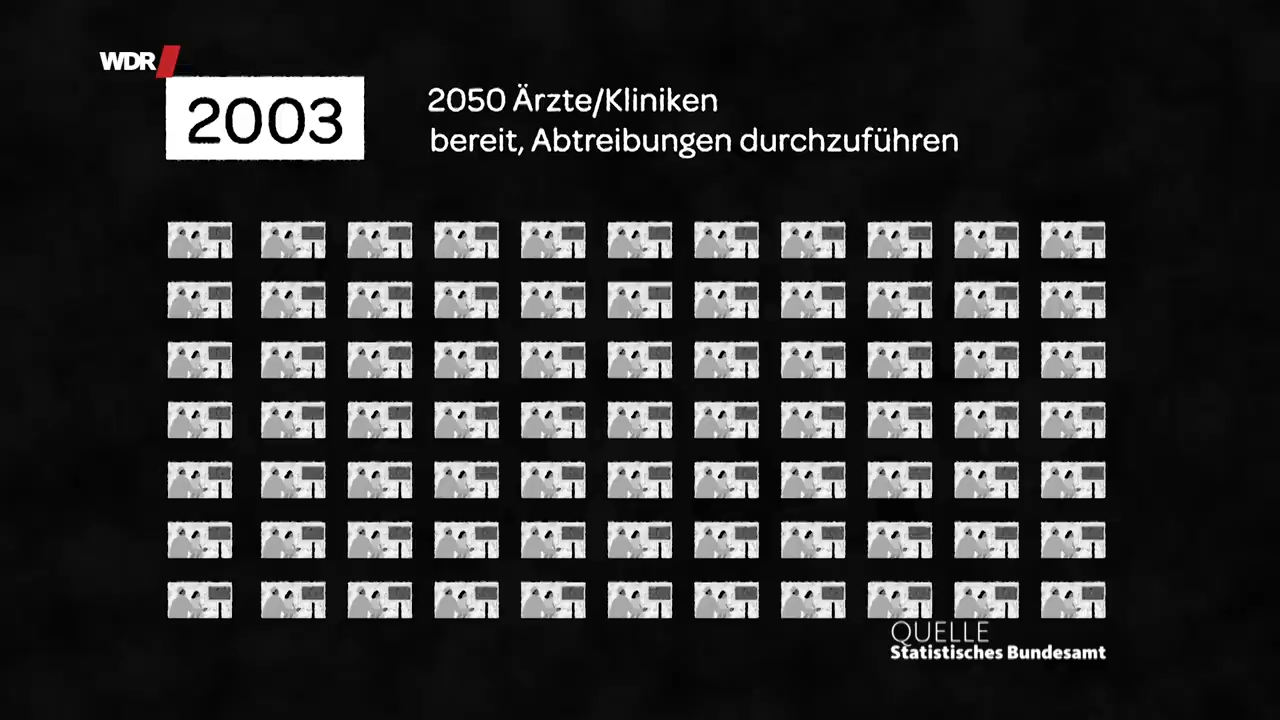 WDR
2003
2050 Ärzte/Kliniken
bereit, Abtreibungen durchzuführen
QUELLE
Statistisches Bundesamt